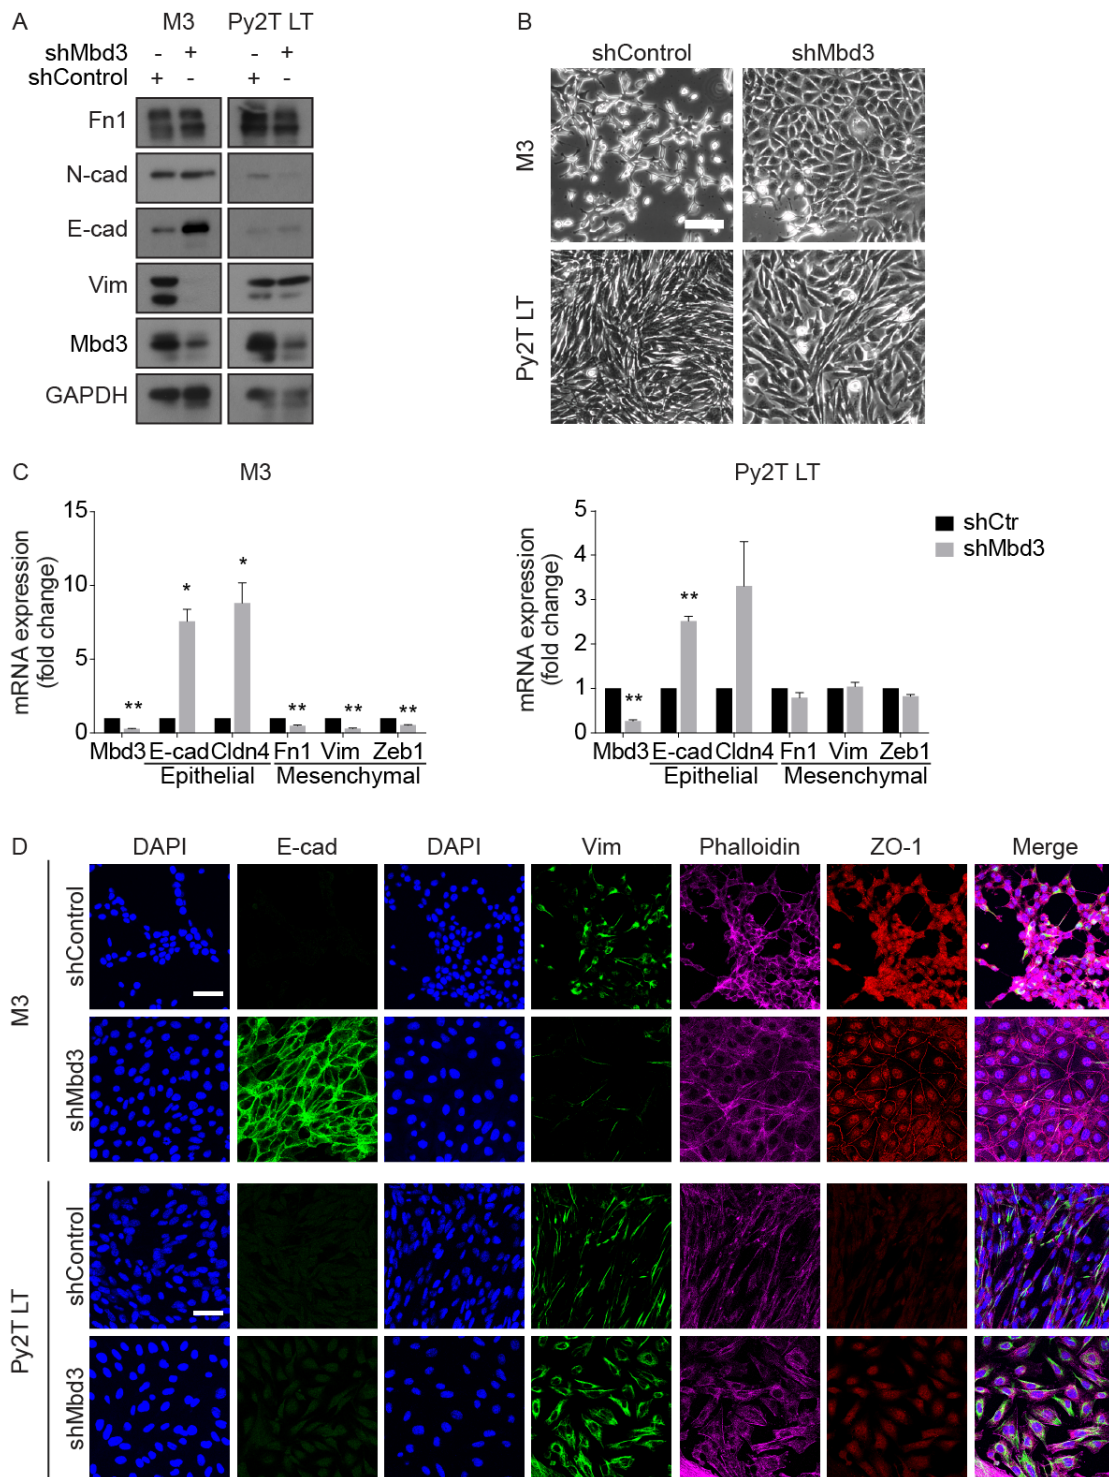 A
M3 Py2T LT
shMbd3 - + - +
shControl + - + -
Fn1
N-cad
E-cad
Vim
Mbd3
GAPDH
B
shControl shMbd3
M3
Py2T LT
C
M3
mRNA expression
(fold change)
15
10
5
0
** * * ** ** **
Mbd3 E-cad Cldn4 Fn1 Vim Zeb1
Epithelial Mesenchymal
Py2T LT
mRNA expression
(fold change)
5
4
3
2
1
0
** **
Mbd3 E-cad Cldn4 Fn1 Vim Zeb1
Epithelial Mesenchymal
shCtr
shMbd3
D
DAPI E-cad DAPI Vim Phalloidin ZO-1 Merge
M3
shControl
shMbd3
Py2T LT
shControl
shMbd3